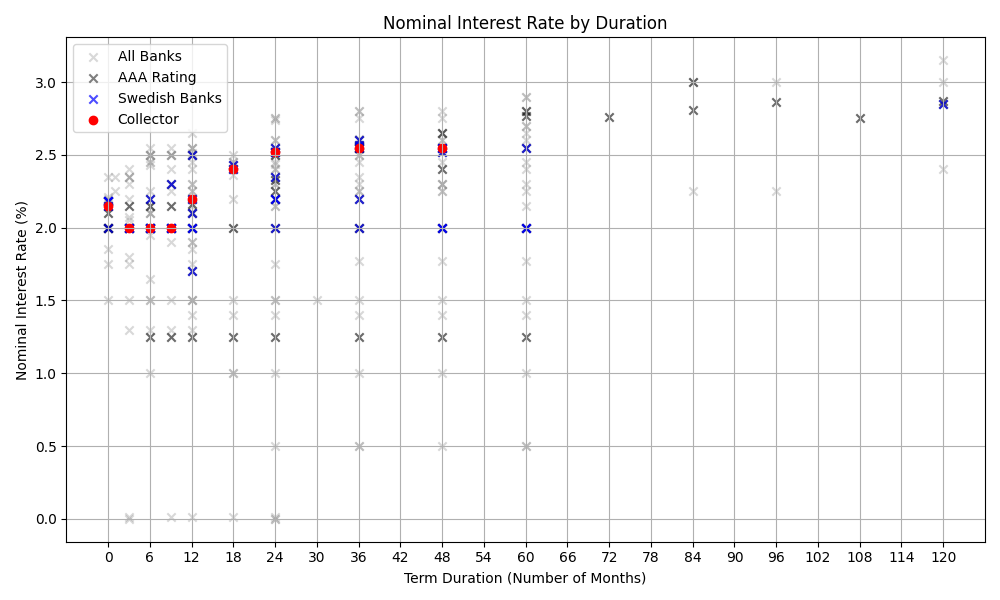 Nominal Interest Rate by Duration
All Banks
AAA Rating
Swedish Banks
Collector
Nominal Interest Rate (%)
3.0
2.5
2.0
1.5
1.0
0.5
0.0
0 6 12 18 24 30 36 42 48 54 60 66 72 78 84 90 96 102 108 114 120
Term Duration (Number of Months)